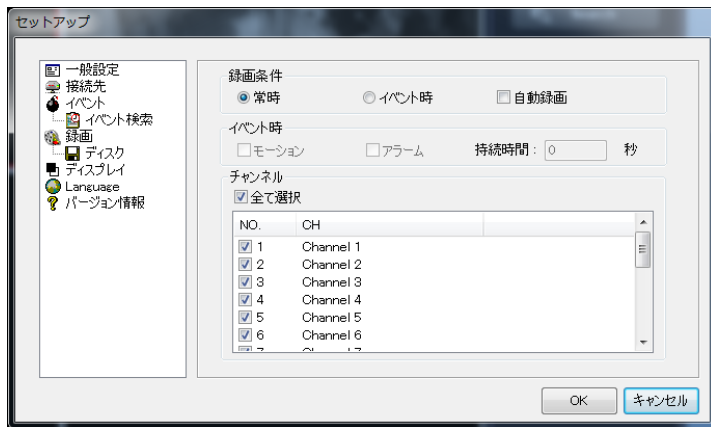 セットアップ
一般設定
接続先
イベント
イベント検索
録画
ディスク
ディスプレイ
Language
バージョン情報
録画条件
常時 イベント時 自動録画
イベント時
モーション アラーム 持続時間: 0 秒
チャンネル
全て選択
NO. CH
1 Channel 1
2 Channel 2
3 Channel 3
4 Channel 4
5 Channel 5
6 Channel 6
OK キャンセル